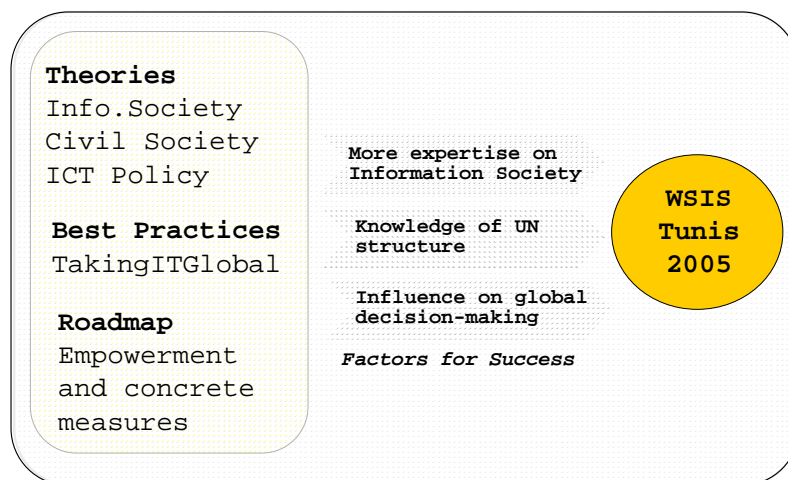 Theories
Info.Society
Civil Society
ICT Policy
Best Practices
TakingITGlobal
Roadmap
Empowerment
and concrete
measures
More expertise on
Information Society
Knowledge of UN
structure
Influence on global
decision-making
Factors for Success
WSIS
Tunis
2005